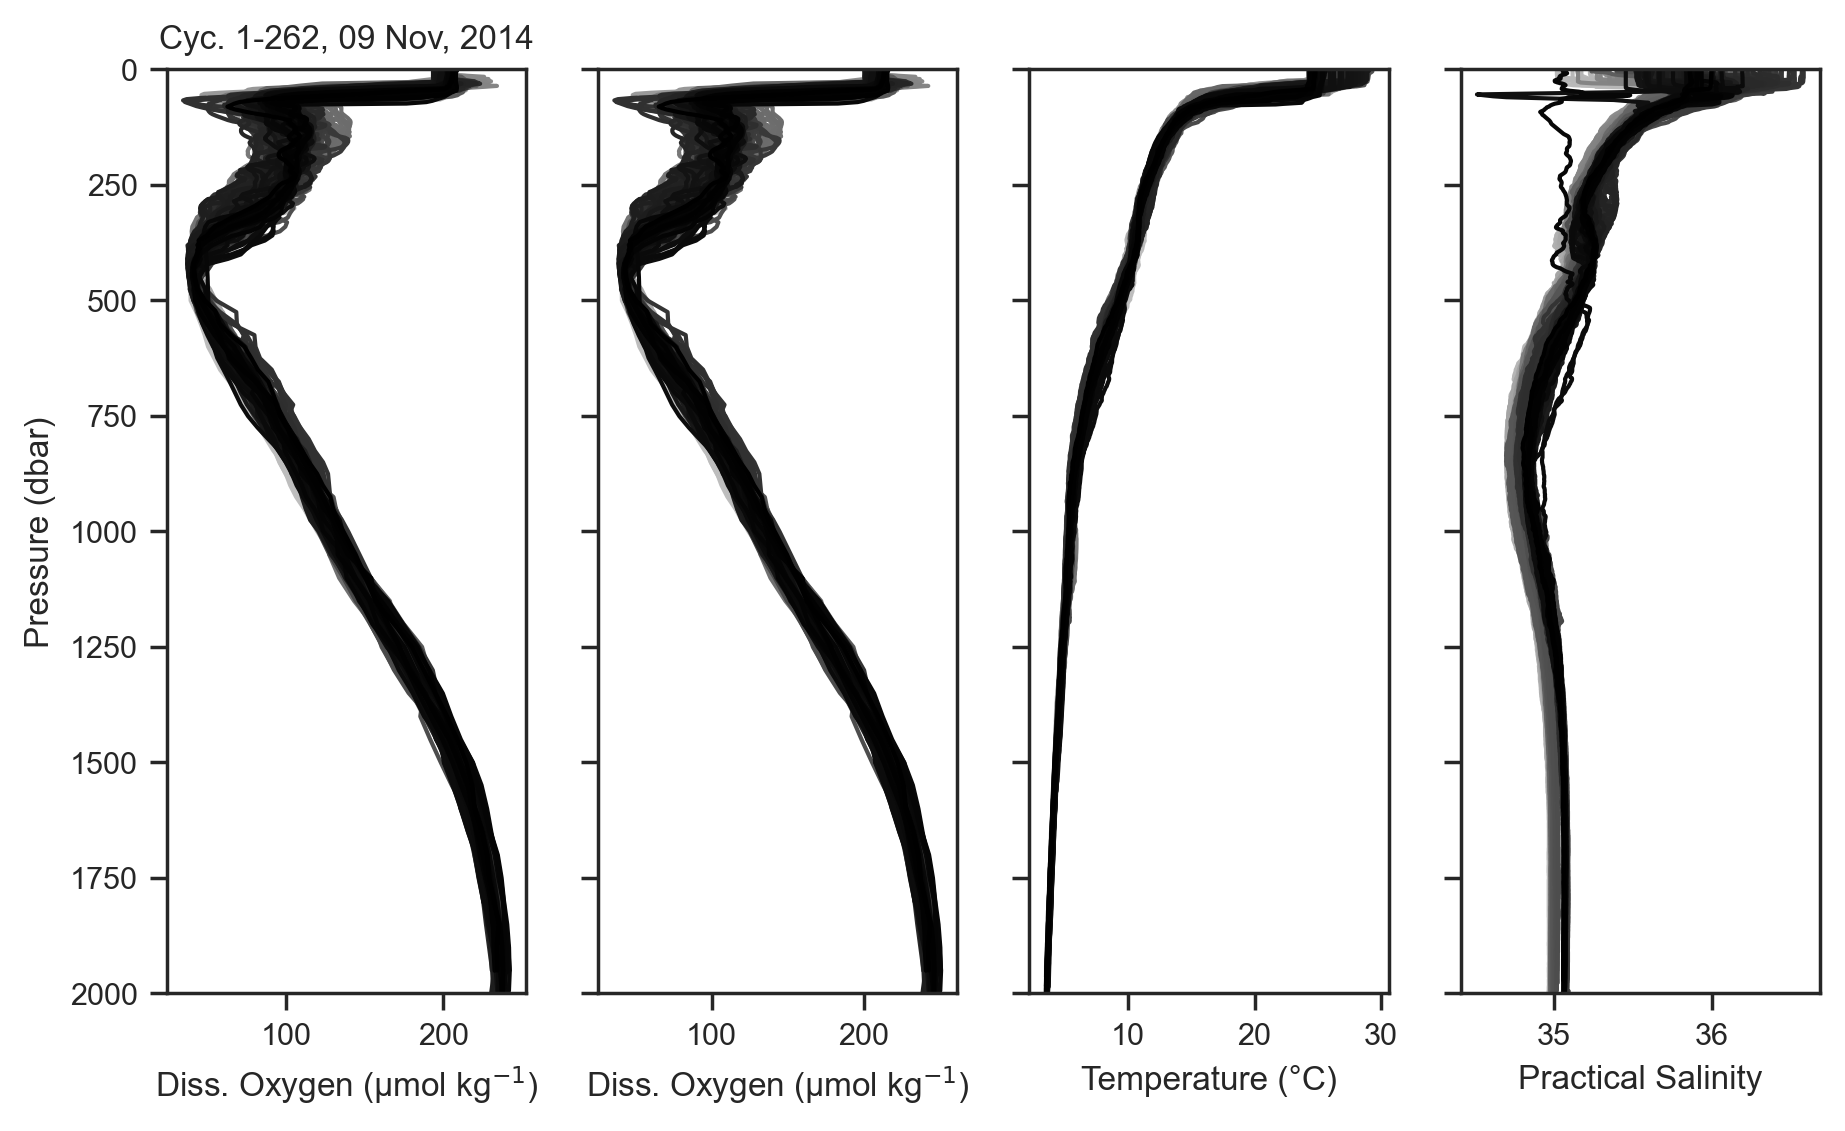 Cyc. 1-262, 09 Nov, 2014
0
250
500
750
1000
1250
1500
1750
2000
Pressure (dbar)
100 200
100 200
10 20 30
35 36
Diss. Oxygen (µmol kg⁻¹)
Diss. Oxygen (µmol kg⁻¹)
Temperature (°C)
Practical Salinity